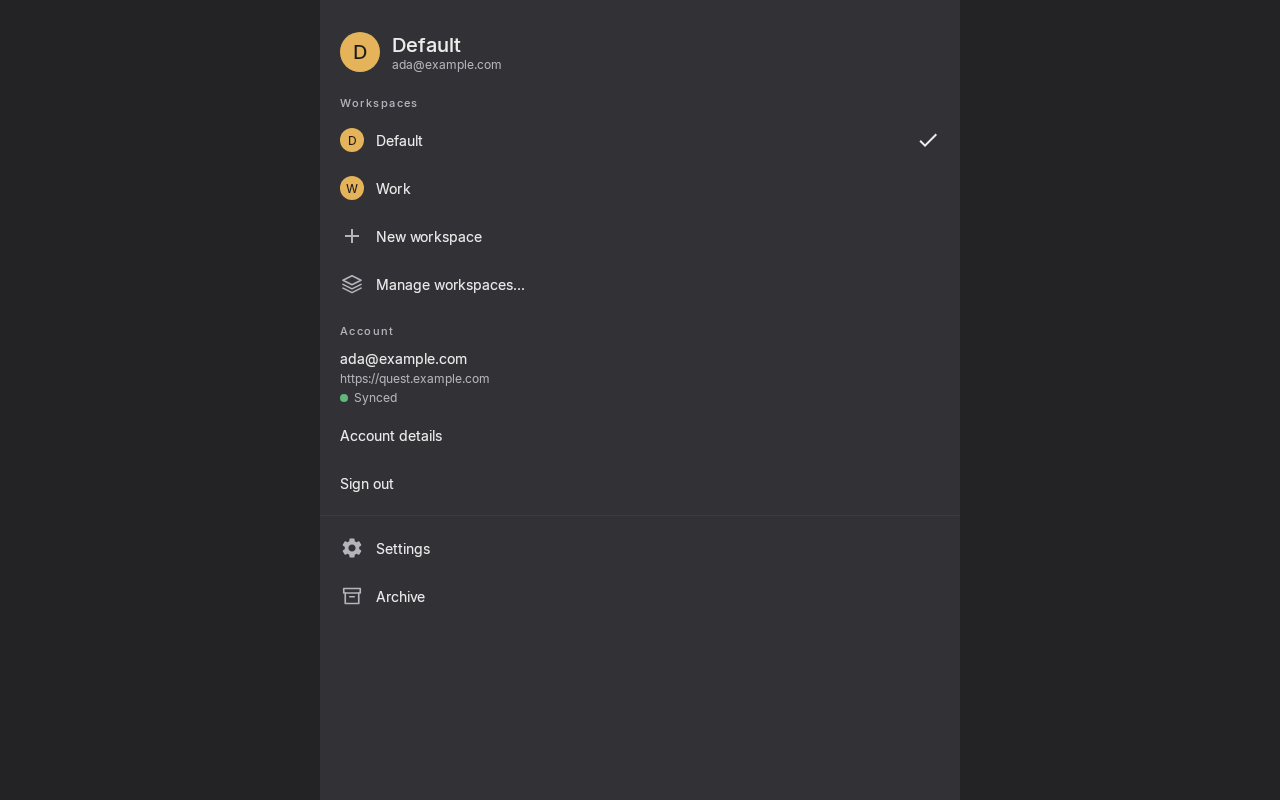 D
Default
ada@example.com
Workspaces
D Default
W Work
New workspace
Manage workspaces...
Account
ada@example.com
https://quest.example.com
Synced
Account details
Sign out
Settings
Archive